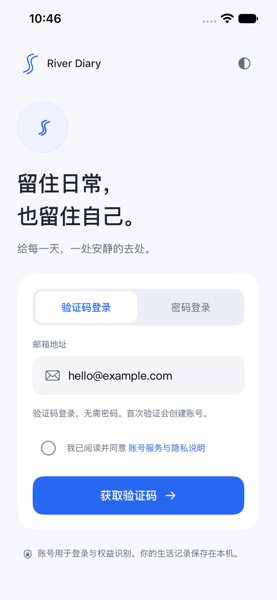 10:46
River Diary
留住日常，
也留住自己。
给每一天，一处安静的去处。
验证码登录
密码登录
邮箱地址
hello@example.com
验证码登录，无需密码。首次验证会创建账号。
我已阅读并同意 账号服务与隐私说明
获取验证码 →
账号用于登录与权益识别。你的生活记录保存在本机。